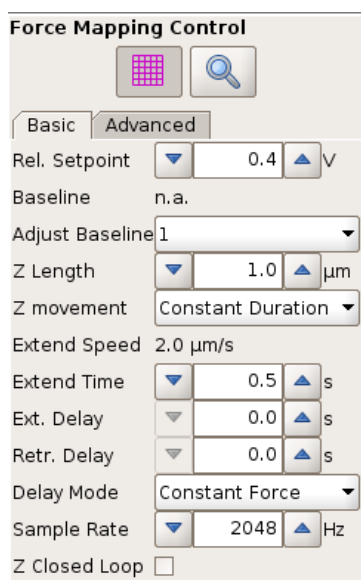 Force Mapping Control
Basic Advanced
Rel. Setpoint 0.4 V
Baseline n.a.
Adjust Baseline 1
Z Length 1.0 µm
Z movement Constant Duration
Extend Speed 2.0 µm/s
Extend Time 0.5 s
Ext. Delay 0.0 s
Retr. Delay 0.0 s
Delay Mode Constant Force
Sample Rate 2048 Hz
Z Closed Loop